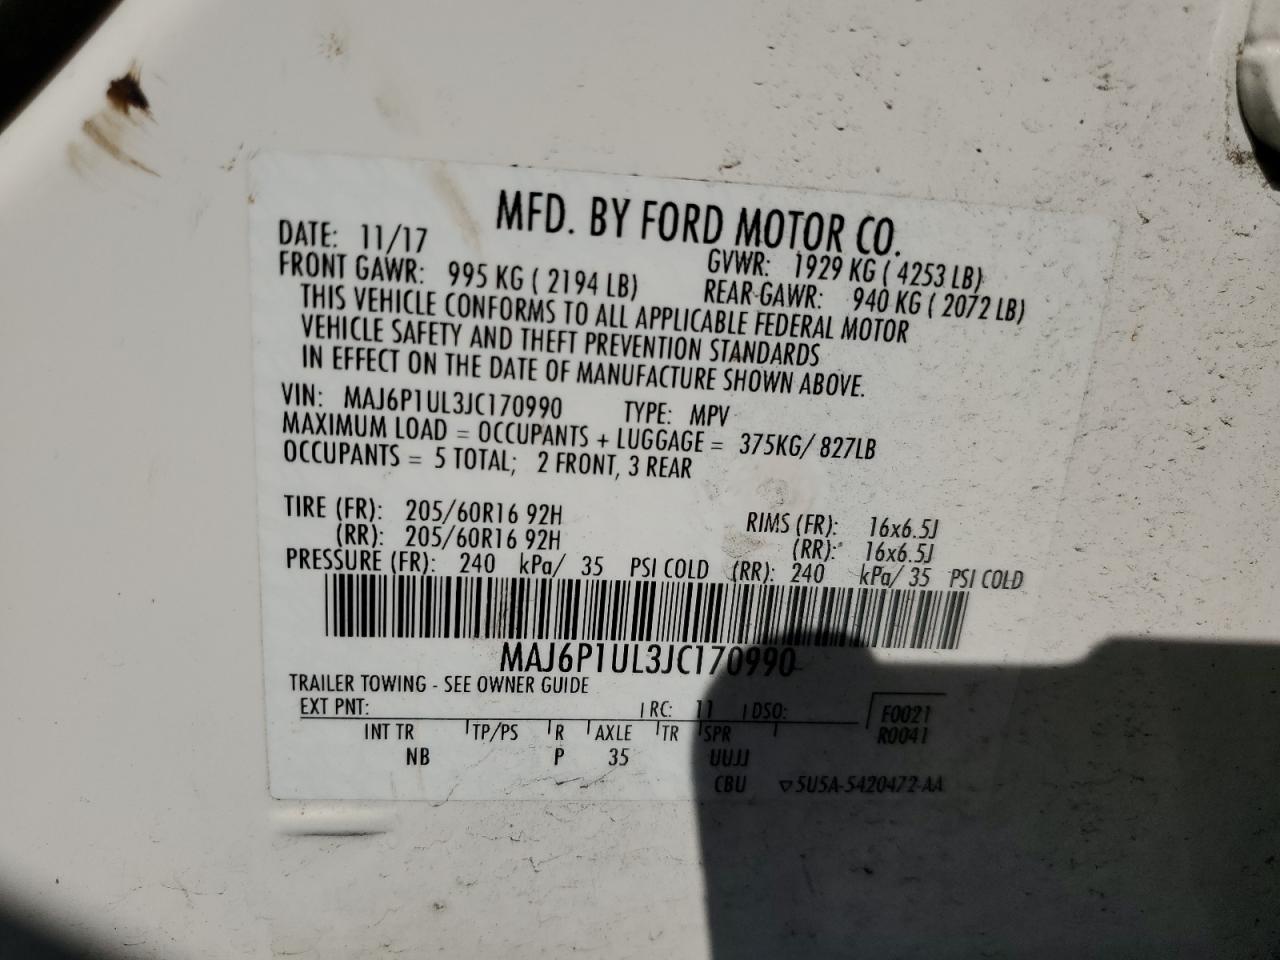 MFD. BY FORD MOTOR CO.
DATE: 11/17 GVWR: 1929 KG ( 4253 LB)
FRONT GAWR: 995 KG ( 2194 LB) REAR GAWR: 940 KG ( 2072 LB)
THIS VEHICLE CONFORMS TO ALL APPLICABLE FEDERAL MOTOR
VEHICLE SAFETY AND THEFT PREVENTION STANDARDS
IN EFFECT ON THE DATE OF MANUFACTURE SHOWN ABOVE.
VIN: MAJ6P1UL3JC170990 TYPE: MPV
MAXIMUM LOAD = OCCUPANTS + LUGGAGE = 375KG/ 827LB
OCCUPANTS = 5 TOTAL; 2 FRONT, 3 REAR
TIRE (FR): 205/60R16 92H RIMS (FR): 16x6.5J
(RR): 205/60R16 92H (RR): 16x6.5J
PRESSURE (FR): 240 kPa/ 35 PSI COLD (RR): 240 kPa/ 35 PSI COLD
MAJ6P1UL3JC170990
TRAILER TOWING - SEE OWNER GUIDE
EXT PNT: RC: 11 DSO: F0021
INT TR TP/PS R AXLE TR SPR R0041
NB P 35 UUJJ
CBU ▽5U5A-5420472-AA